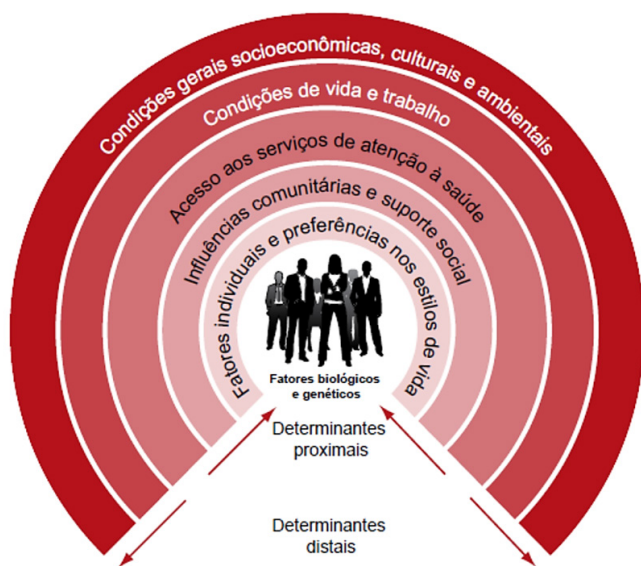 Condições gerais socioeconômicas, culturais e ambientais
Condições de vida e trabalho
Acesso aos serviços de atenção à saúde
Influências comunitárias e suporte social
Fatores individuais e preferências nos estilos de vida
Fatores biológicos
e genéticos
Determinantes
proximais
Determinantes
distais